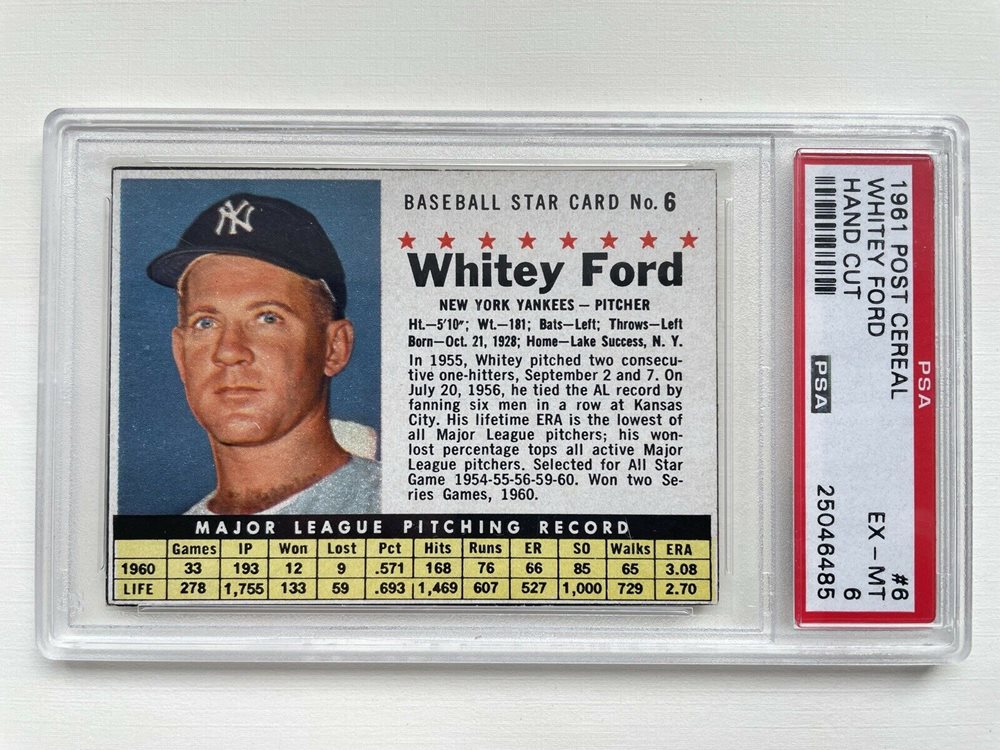 NY
BASEBALL STAR CARD No. 6
Whitey Ford
NEW YORK YANKEES — PITCHER
Ht.—5'10"; Wt.—181; Bats—Left; Throws—Left
Born—Oct. 21, 1928; Home—Lake Success, N. Y.
In 1955, Whitey pitched two consecu-
tive one-hitters, September 2 and 7. On
July 20, 1956, he tied the AL record by
fanning six men in a row at Kansas
City. His lifetime ERA is the lowest of
all Major League pitchers; his won-
lost percentage tops all active Major
League pitchers. Selected for All Star
Game 1954-55-56-59-60. Won two Se-
ries Games, 1960.
MAJOR LEAGUE PITCHING RECORD
Games IP Won Lost Pct Hits Runs ER SO Walks ERA
1960 33 193 12 9 .571 168 76 66 85 65 3.08
LIFE 278 1,755 133 59 .693 1,469 607 527 1,000 729 2.70
PSA
1961 POST CEREAL #6
WHITEY FORD EX - MT
HAND CUT 6
PSA 25046485